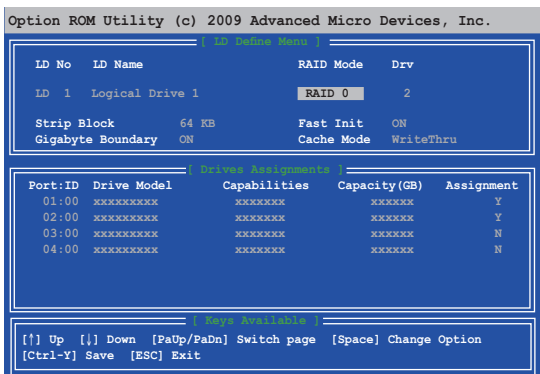 Option ROM Utility (c) 2009 Advanced Micro Devices, Inc.
[ LD Define Menu ]
LD No LD Name RAID Mode Drv
LD 1 Logical Drive 1 RAID 0 2
Strip Block 64 KB Fast Init ON
Gigabyte Boundary ON Cache Mode WriteThru
[ Drives Assignments ]
Port:ID Drive Model Capabilities Capacity(GB) Assignment
01:00 xxxxxxxxx xxxxxxx xxxxxx Y
02:00 xxxxxxxxx xxxxxxx xxxxxx Y
03:00 xxxxxxxxx xxxxxxx xxxxxx N
04:00 xxxxxxxxx xxxxxxx xxxxxx N
[ Keys Available ]
[↑] Up [↓] Down [PaUp/PaDn] Switch page [Space] Change Option
[Ctrl-Y] Save [ESC] Exit